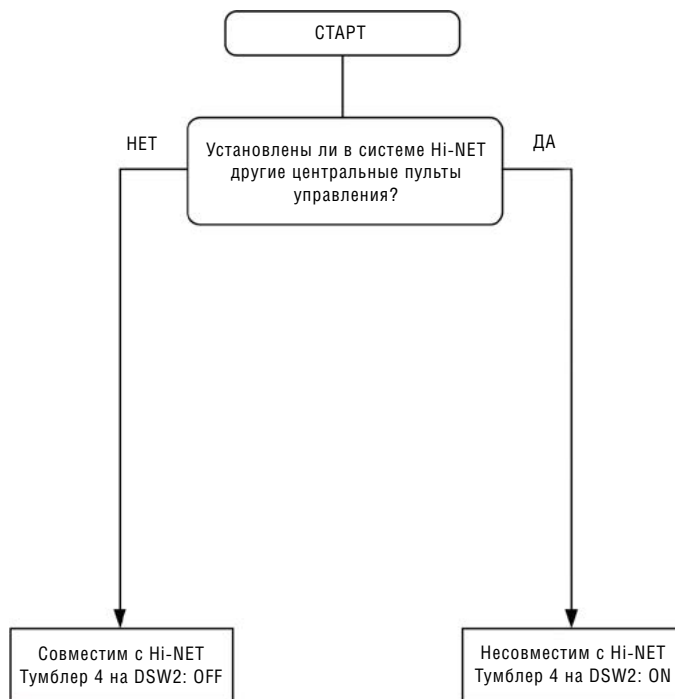 СТАРТ
НЕТ
Установлены ли в системе Hi-NET
другие центральные пульты
управления?
ДА
Совместим с Hi-NET
Тумблер 4 на DSW2: OFF
Несовместим с Hi-NET
Тумблер 4 на DSW2: ON